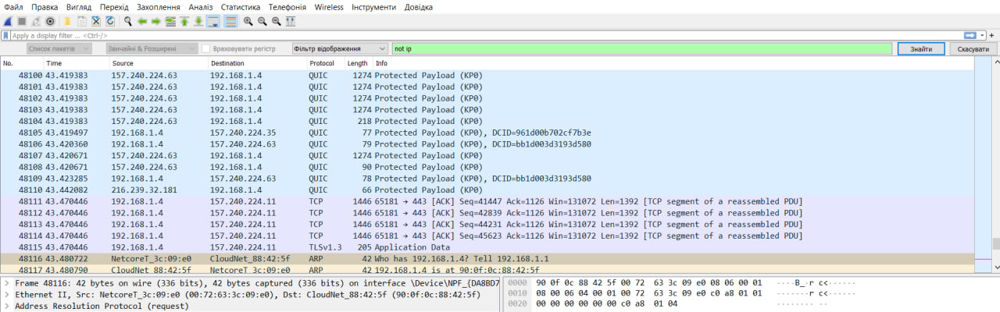 Файл Правка Вигляд Перехід Захоплення Аналіз Статистика Телефонія Wireless Інструменти Довідка
Apply a display filter ... <Ctrl-/>
Список пакетів Звичайні & Розширені Враховувати регістр Фільтр відображення not ip Знайти Скасувати
No. Time Source Destination Protocol Length Info
48100 43.419383 157.240.224.63 192.168.1.4 QUIC 1274 Protected Payload (KP0)
48101 43.419383 157.240.224.63 192.168.1.4 QUIC 1274 Protected Payload (KP0)
48102 43.419383 157.240.224.63 192.168.1.4 QUIC 1274 Protected Payload (KP0)
48103 43.419383 157.240.224.63 192.168.1.4 QUIC 1274 Protected Payload (KP0)
48104 43.419383 157.240.224.63 192.168.1.4 QUIC 218 Protected Payload (KP0)
48105 43.419497 192.168.1.4 157.240.224.35 QUIC 77 Protected Payload (KP0), DCID=961d00b702cf7b3e
48106 43.420360 192.168.1.4 157.240.224.63 QUIC 79 Protected Payload (KP0), DCID=bb1d003d3193d580
48107 43.420671 157.240.224.63 192.168.1.4 QUIC 1274 Protected Payload (KP0)
48108 43.420671 157.240.224.63 192.168.1.4 QUIC 90 Protected Payload (KP0)
48109 43.423285 192.168.1.4 157.240.224.63 QUIC 78 Protected Payload (KP0), DCID=bb1d003d3193d580
48110 43.442082 216.239.32.181 192.168.1.4 QUIC 66 Protected Payload (KP0)
48111 43.470446 192.168.1.4 157.240.224.11 TCP 1446 65181 → 443 [ACK] Seq=41447 Ack=1126 Win=131072 Len=1392 [TCP segment of a reassembled PDU]
48112 43.470446 192.168.1.4 157.240.224.11 TCP 1446 65181 → 443 [ACK] Seq=42839 Ack=1126 Win=131072 Len=1392 [TCP segment of a reassembled PDU]
48113 43.470446 192.168.1.4 157.240.224.11 TCP 1446 65181 → 443 [ACK] Seq=44231 Ack=1126 Win=131072 Len=1392 [TCP segment of a reassembled PDU]
48114 43.470446 192.168.1.4 157.240.224.11 TCP 1446 65181 → 443 [ACK] Seq=45623 Ack=1126 Win=131072 Len=1392 [TCP segment of a reassembled PDU]
48115 43.470446 192.168.1.4 157.240.224.11 TLSv1.3 205 Application Data
48116 43.480722 NetcoreT_3c:09:e0 CloudNet_88:42:5f ARP 42 Who has 192.168.1.4? Tell 192.168.1.1
48117 43.480790 CloudNet_88:42:5f NetcoreT_3c:09:e0 ARP 42 192.168.1.4 is at 90:0f:0c:88:42:5f
Frame 48116: 42 bytes on wire (336 bits), 42 bytes captured (336 bits) on interface \Device\NPF_{DA8BD7
Ethernet II, Src: NetcoreT_3c:09:e0 (00:72:63:3c:09:e0), Dst: CloudNet_88:42:5f (90:0f:0c:88:42:5f)
Address Resolution Protocol (request)
0000 90 0f 0c 88 42 5f 00 72 63 3c 09 e0 08 06 00 01 ····B_·r c<······
0010 08 00 06 04 00 01 00 72 63 3c 09 e0 c0 a8 01 01 ·······r c<······
0020 00 00 00 00 00 00 c0 a8 01 04 ········ ··